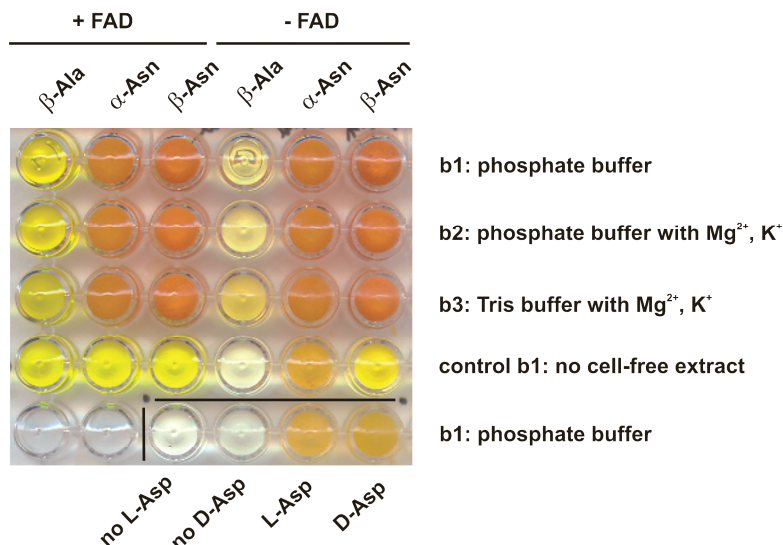 + FAD - FAD
β-Ala α-Asn β-Asn β-Ala α-Asn β-Asn
b1: phosphate buffer
b2: phosphate buffer with Mg²⁺, K⁺
b3: Tris buffer with Mg²⁺, K⁺
control b1: no cell-free extract
b1: phosphate buffer
no L-Asp no D-Asp L-Asp D-Asp